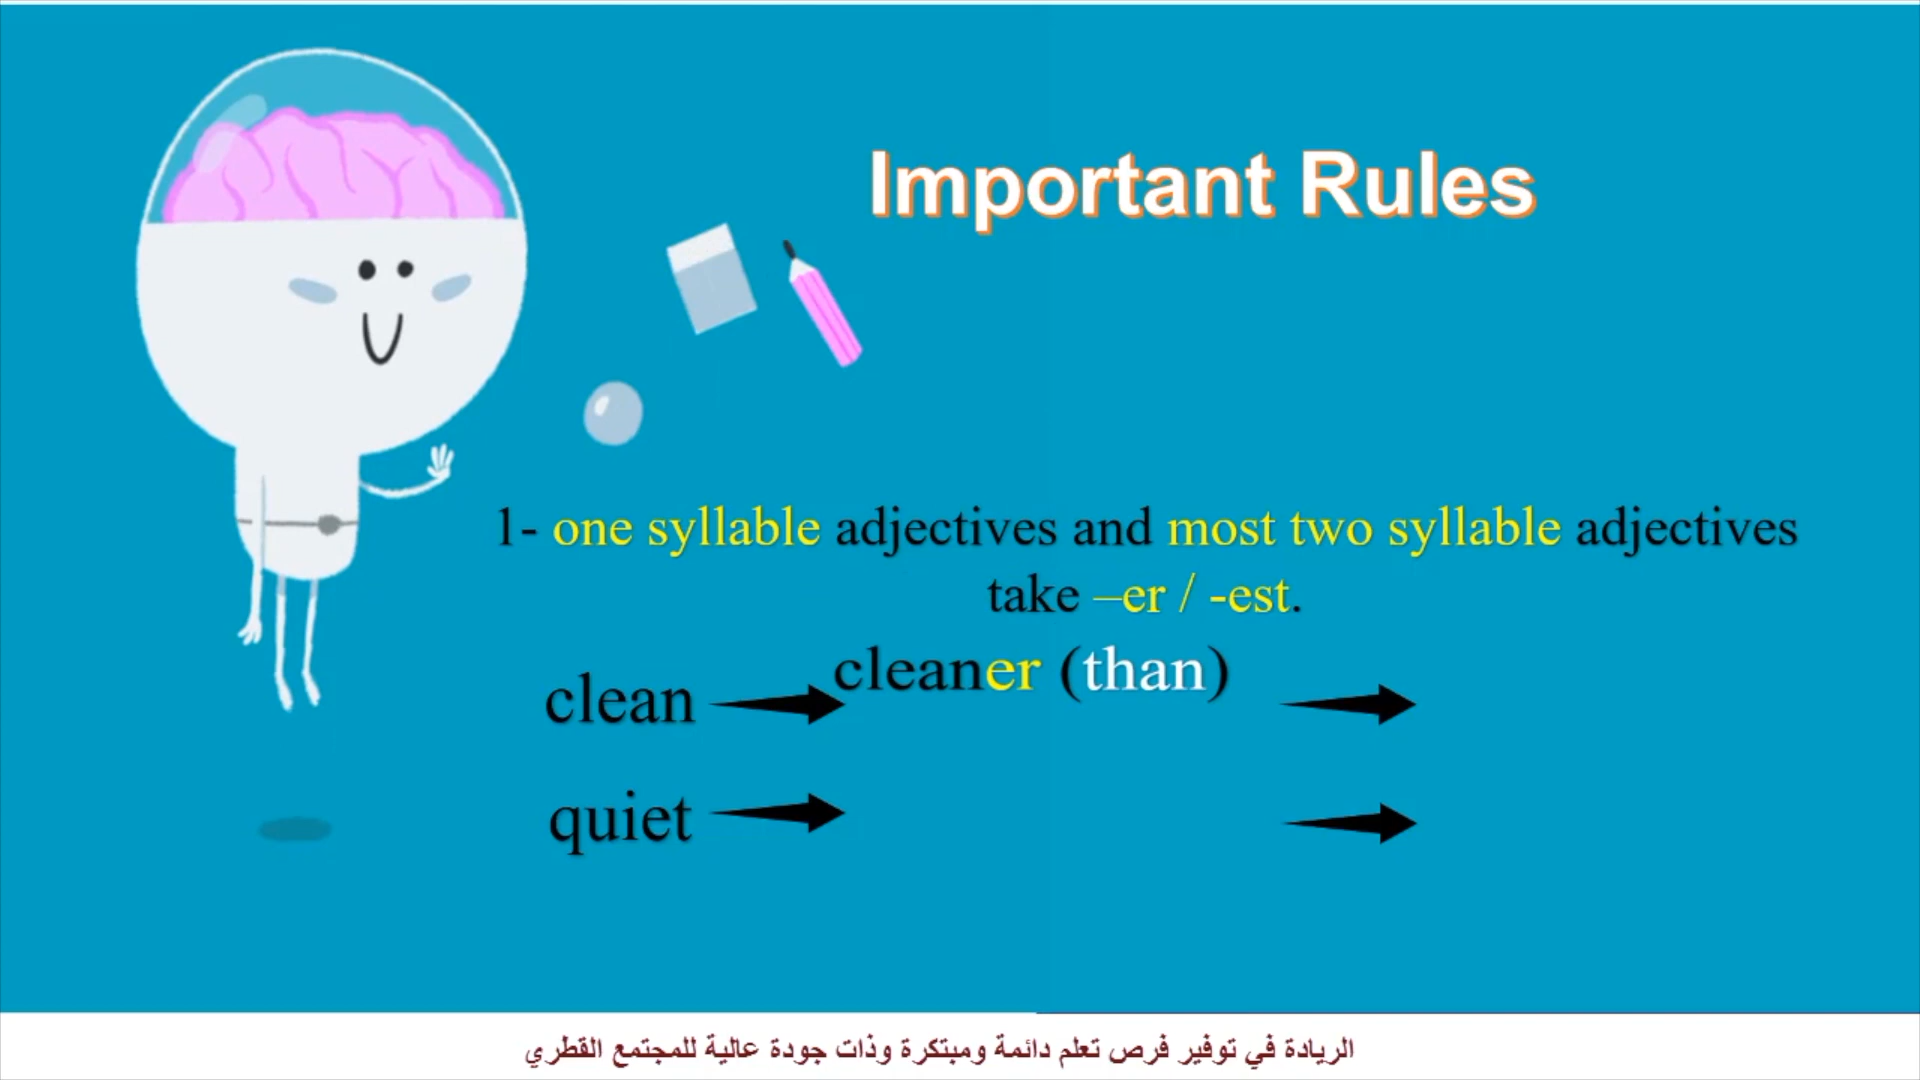 Important Rules
1- one syllable adjectives and most two syllable adjectives
take –er / -est.
clean cleaner (than)
quiet
الريادة في توفير فرص تعلم دائمة ومبتكرة وذات جودة عالية للمجتمع القطري